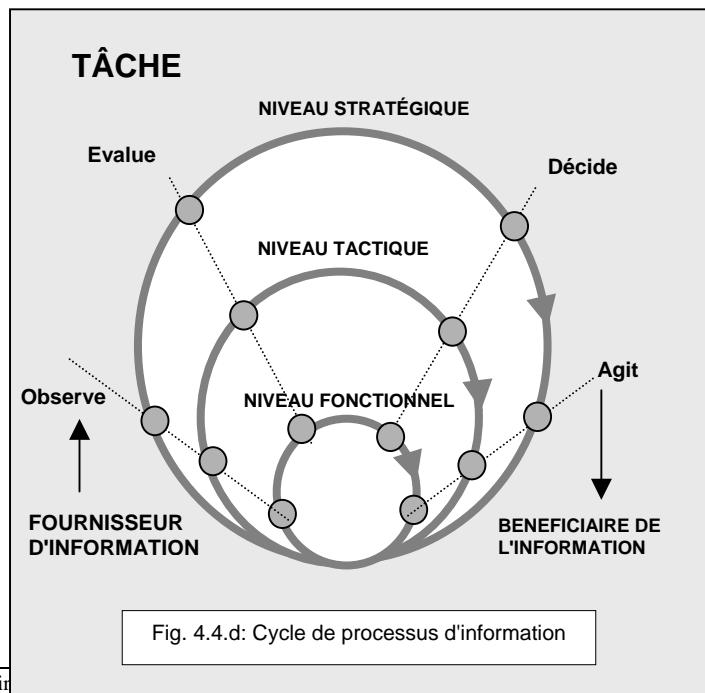 TÂCHE
NIVEAU STRATÉGIQUE
Evalue
Décide
NIVEAU TACTIQUE
Agit
Observe
NIVEAU FONCTIONNEL
FOURNISSEUR
D'INFORMATION
BENEFICIAIRE DE
L'INFORMATION
Fig. 4.4.d: Cycle de processus d'information